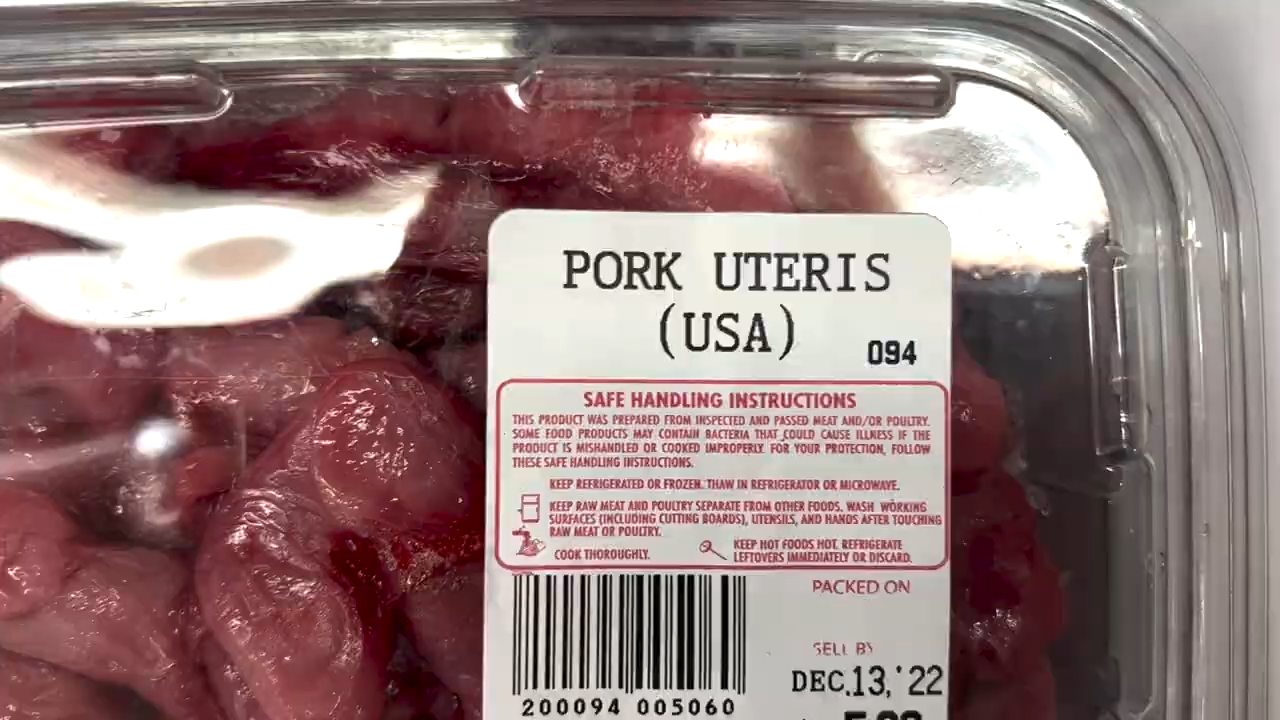 PORK UTERIS
(USA)
094
SAFE HANDLING INSTRUCTIONS
THIS PRODUCT WAS PREPARED FROM INSPECTED AND PASSED MEAT AND/OR POULTRY.
SOME FOOD PRODUCTS MAY CONTAIN BACTERIA THAT COULD CAUSE ILLNESS IF THE
PRODUCT IS MISHANDLED OR COOKED IMPROPERLY. FOR YOUR PROTECTION, FOLLOW
THESE SAFE HANDLING INSTRUCTIONS.
KEEP REFRIGERATED OR FROZEN. THAW IN REFRIGERATOR OR MICROWAVE.
KEEP RAW MEAT AND POULTRY SEPARATE FROM OTHER FOODS. WASH WORKING
SURFACES (INCLUDING CUTTING BOARDS), UTENSILS, AND HANDS AFTER TOUCHING
RAW MEAT OR POULTRY.
COOK THOROUGHLY.
KEEP HOT FOODS HOT. REFRIGERATE
LEFTOVERS IMMEDIATELY OR DISCARD.
PACKED ON
SELL BY
DEC.13,'22
200094 005060